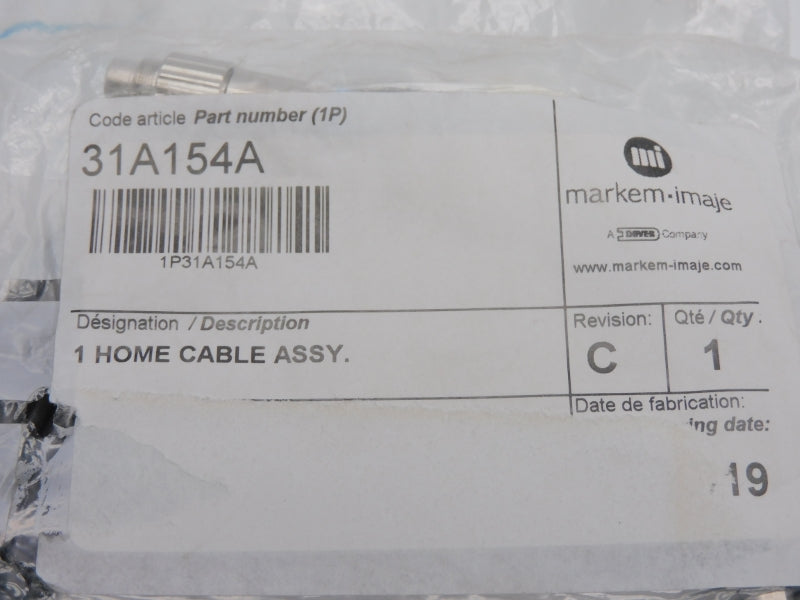 Code article Part number (1P)
31A154A
1P31A154A
mi
markem-imaje
A DOVER Company
www.markem-imaje.com
Désignation / Description
1 HOME CABLE ASSY.
Revision:
C
Qté / Qty.
1
Date de fabrication:
ing date:
19